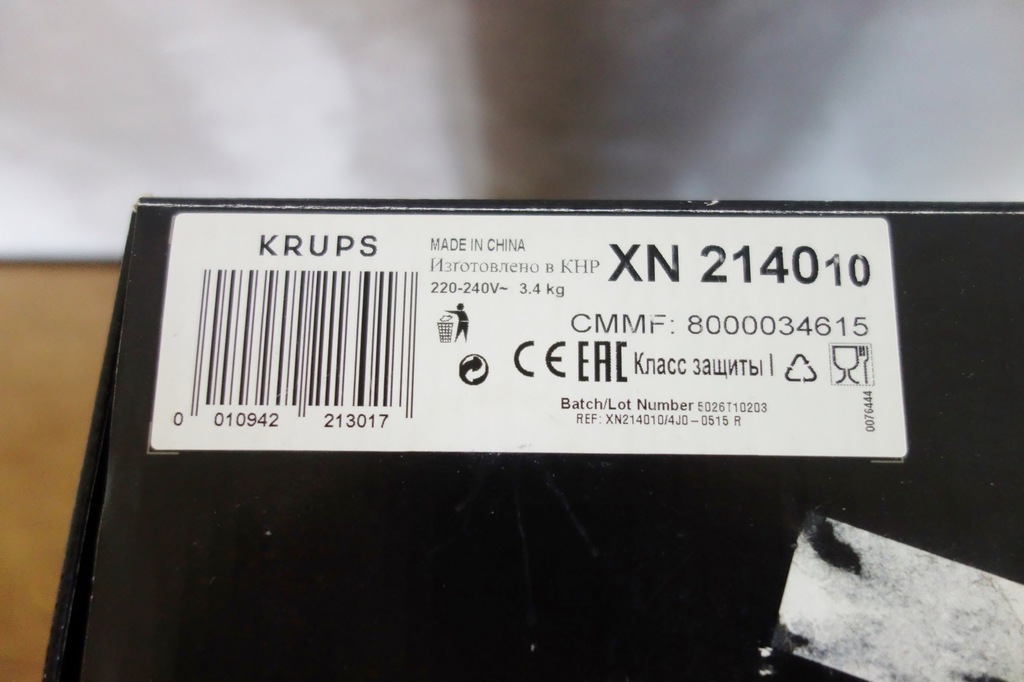 KRUPS
0 010942 213017
MADE IN CHINA
Изготовлено в КНР
220-240V~ 3.4 kg
XN 214010
CMMF: 8000034615
CE EAC Класс защиты I
Batch/Lot Number 5026T10203
REF: XN214010/4J0-0515 R
0076444